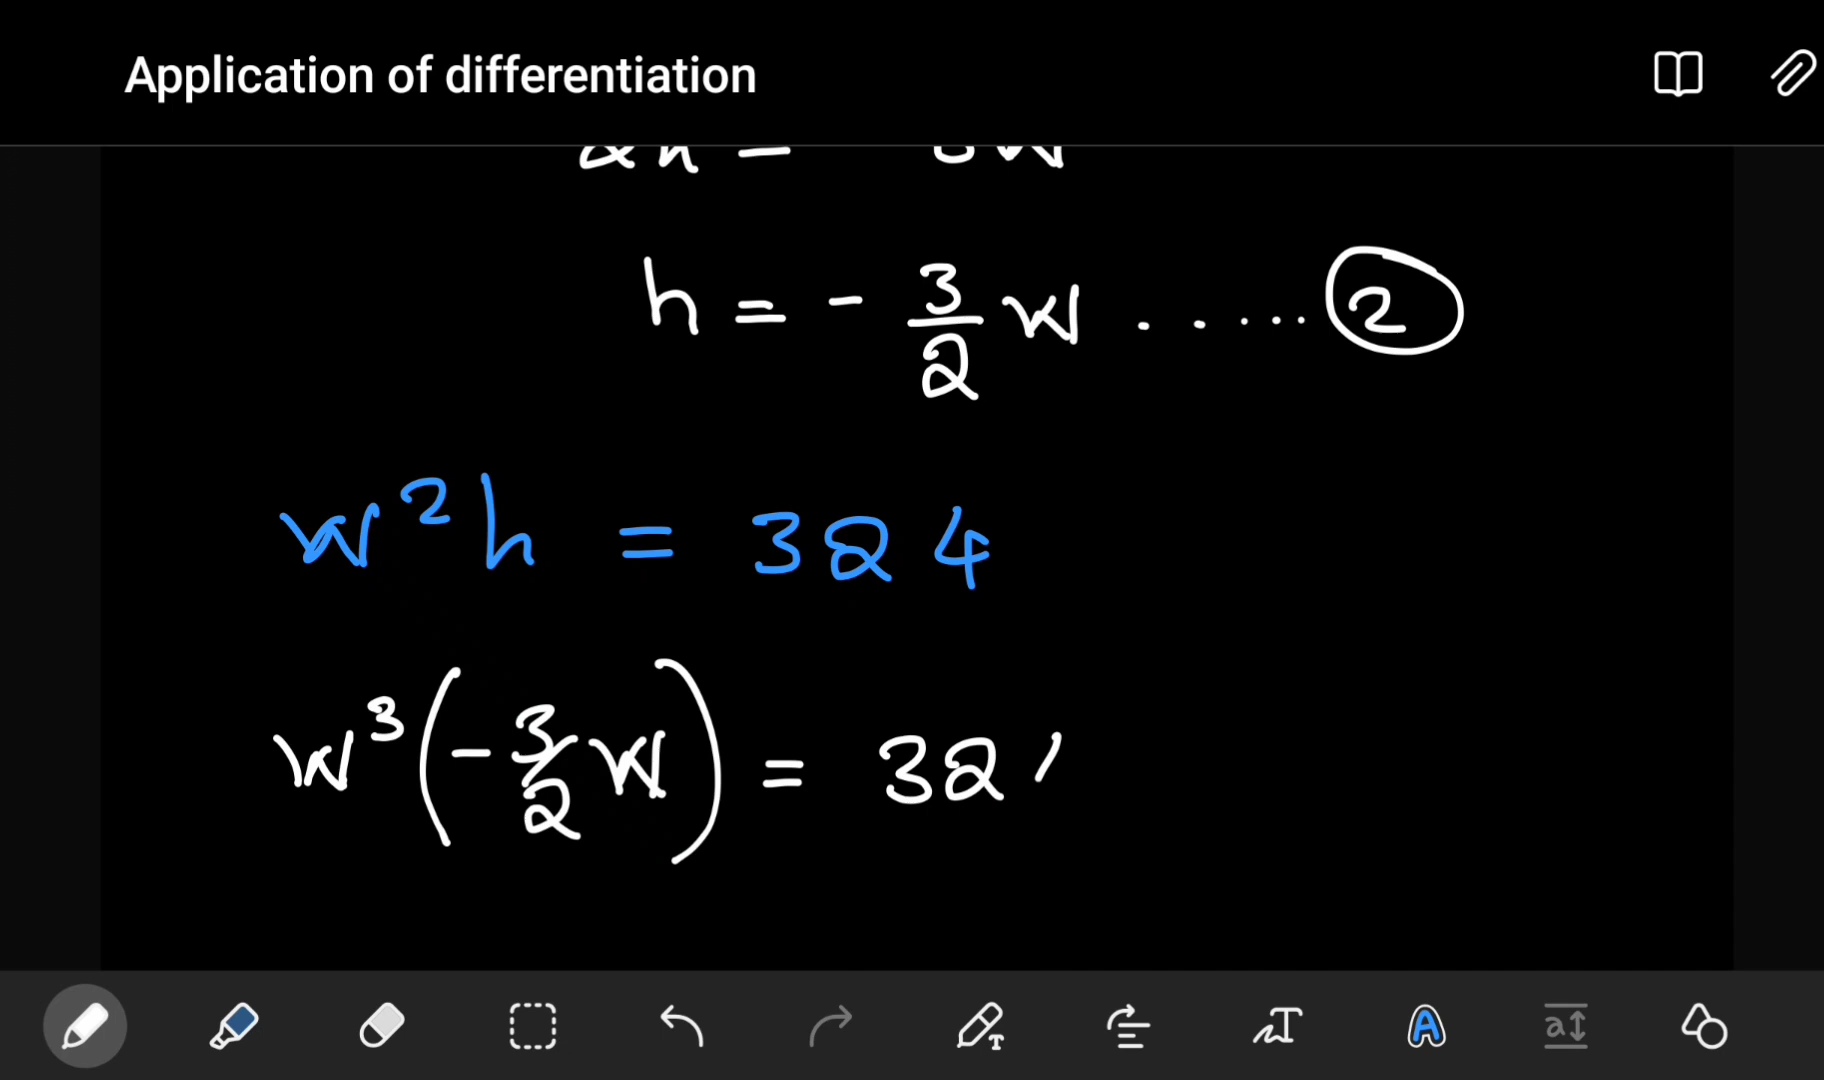 Application of differentiation
h = - 3/2 w ..... 2
w²h = 324
w³(- 3/2 w) = 32
T
T
A
a